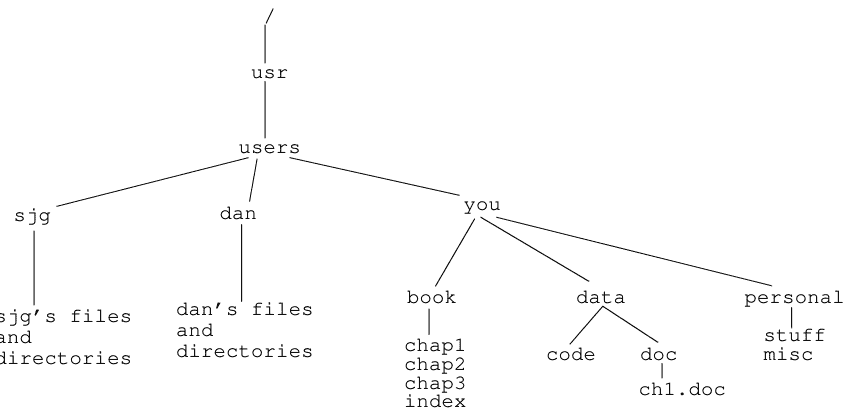 /
usr
users
sjg
dan
you
sjg's files
and
directories
dan's files
and
directories
book
chap1
chap2
chap3
index
data
code
doc
ch1.doc
personal
stuff
misc